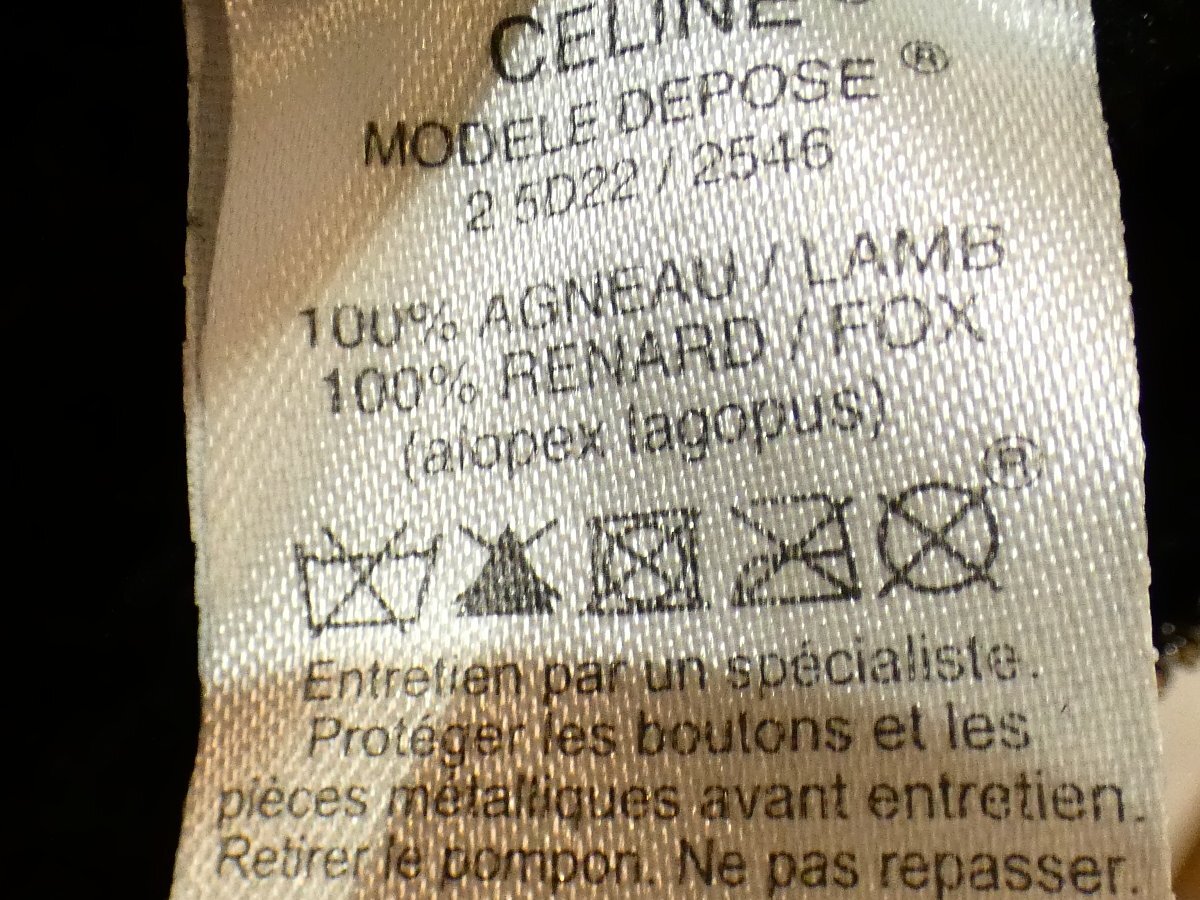 CELINE ®
MODELE DEPOSE ®
2 5D22 / 2546
100% AGNEAU / LAMB
100% RENARD / FOX
(alopex lagopus)
®
Entretien par un spécialiste.
Protéger les boutons et les
pièces métalliques avant entretien.
Retirer le pompon. Ne pas repasser.